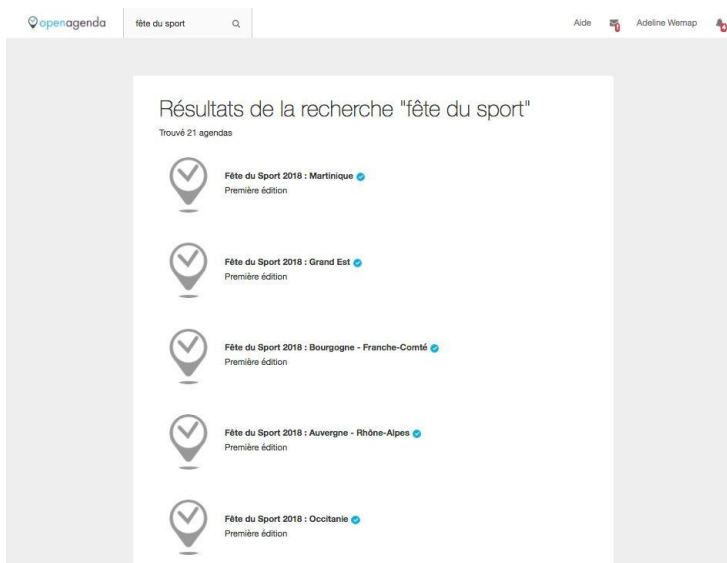 openagenda
fête du sport
Aide
Adeline Wemap
Résultats de la recherche "fête du sport"
Trouvé 21 agendas
Fête du Sport 2018 : Martinique
Première édition
Fête du Sport 2018 : Grand Est
Première édition
Fête du Sport 2018 : Bourgogne - Franche-Comté
Première édition
Fête du Sport 2018 : Auvergne - Rhône-Alpes
Première édition
Fête du Sport 2018 : Occitanie
Première édition